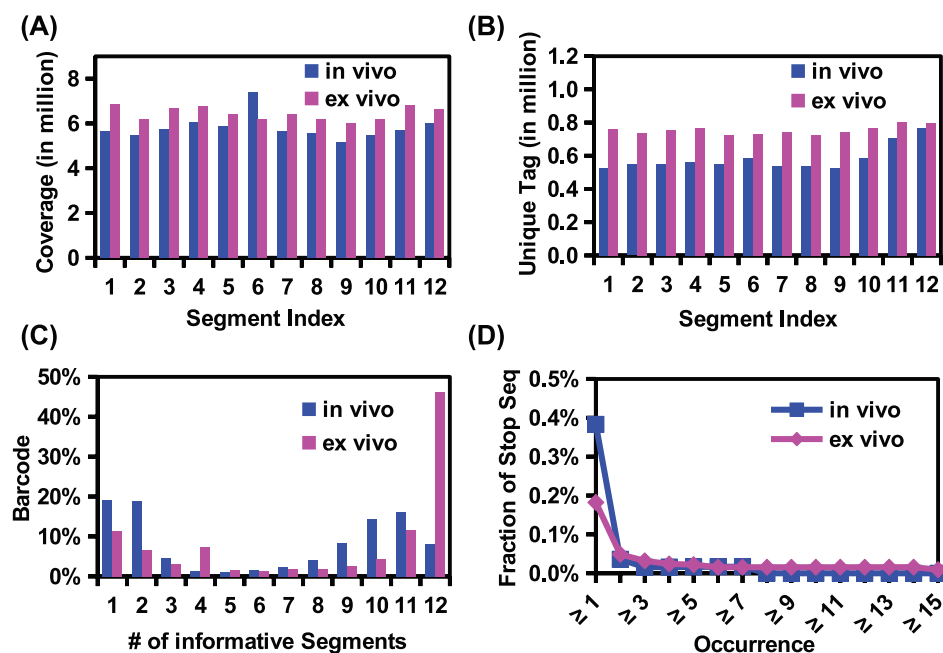 (A)
Coverage (in million)
8
6
4
2
0
in vivo
ex vivo
1 2 3 4 5 6 7 8 9 10 11 12
Segment Index
(B)
Unique Tag (in million)
1.2
1.0
0.8
0.6
0.4
0.2
0.0
in vivo
ex vivo
1 2 3 4 5 6 7 8 9 10 11 12
Segment Index
(C)
Barcode
50%
40%
30%
20%
10%
0%
in vivo
ex vivo
1 2 3 4 5 6 7 8 9 10 11 12
# of informative Segments
(D)
Fraction of Stop Seq
0.5%
0.4%
0.3%
0.2%
0.1%
0.0%
in vivo
ex vivo
≥ 1 ≥ 3 ≥ 5 ≥ 7 ≥ 9 ≥ 11 ≥ 13 ≥ 15
Occurrence